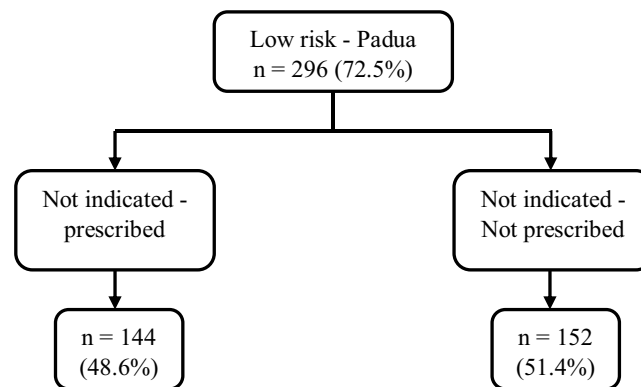 Low risk - Padua
n = 296 (72.5%)
Not indicated -
prescribed
Not indicated -
Not prescribed
n = 144
(48.6%)
n = 152
(51.4%)